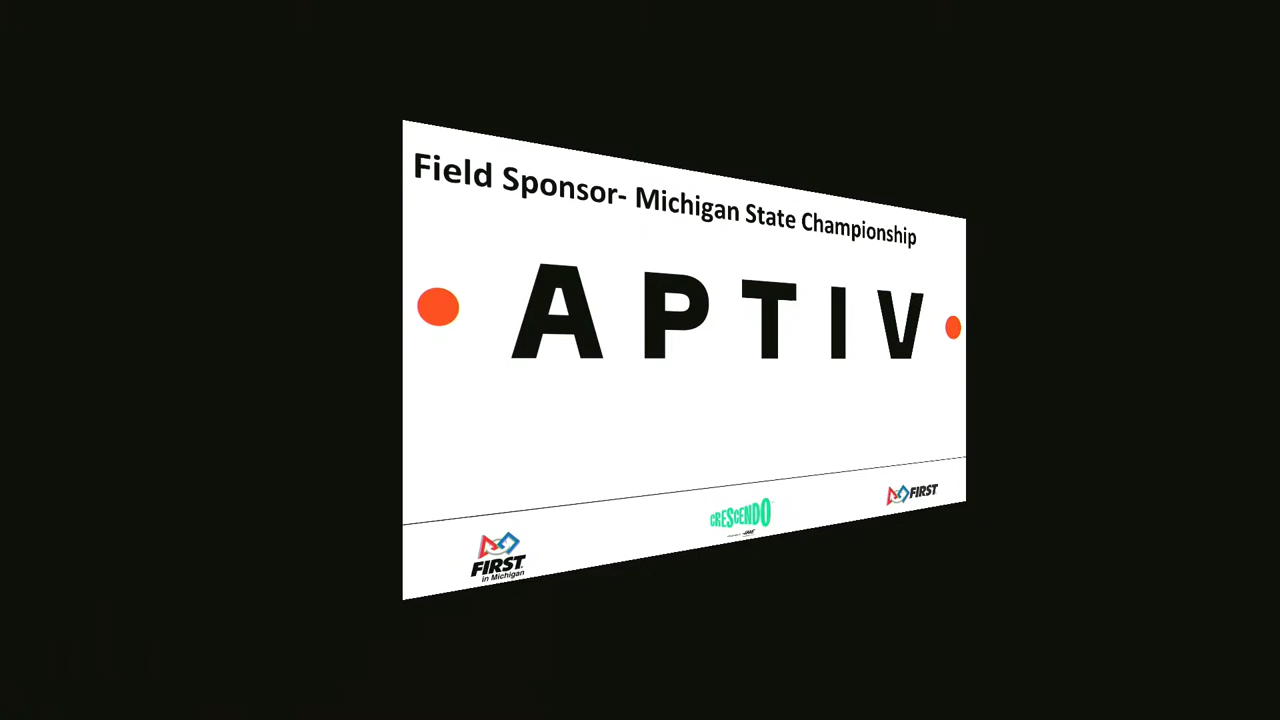 Field Sponsor- Michigan State Championship
APTIV
FIRST
in Michigan
CRESCENDO
FIRST